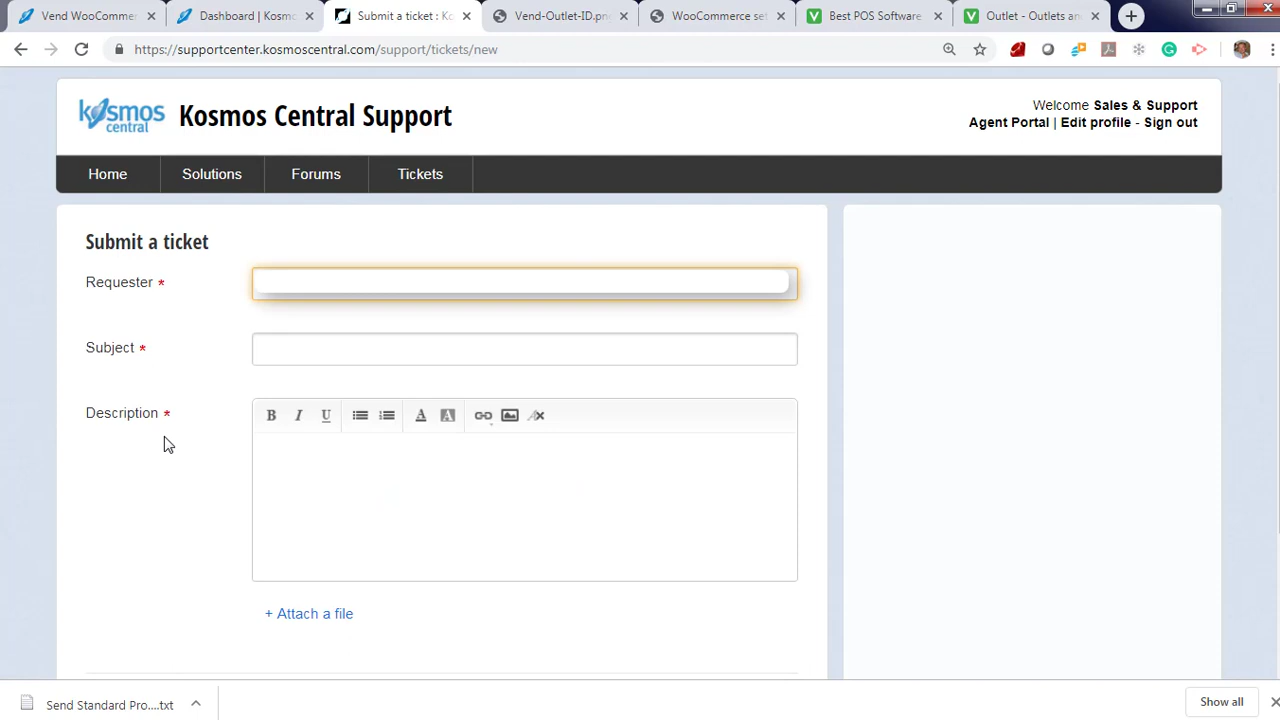 Vend WooCommer
Dashboard | Kosmo
Submit a ticket : Ko
Vend-Outlet-ID.pn
WooCommerce set
Best POS Software
Outlet - Outlets and
https://supportcenter.kosmoscentral.com/support/tickets/new
kosmos
central
Kosmos Central Support
Welcome Sales & Support
Agent Portal | Edit profile - Sign out
Home
Solutions
Forums
Tickets
Submit a ticket
Requester *
Subject *
Description *
B I U
A A
+ Attach a file
Send Standard Pro....txt
Show all